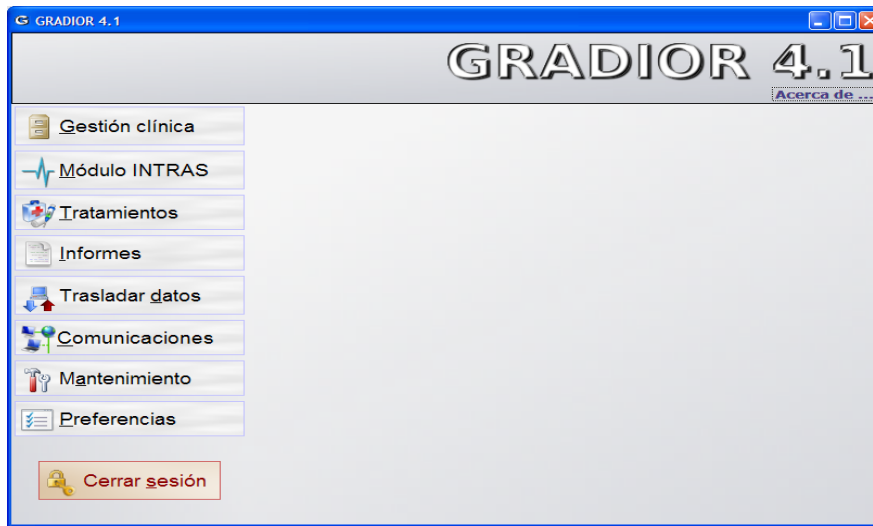 G GRADIOR 4.1
GRADIOR 4.1
Acerca de ...
Gestión clínica
Módulo INTRAS
Tratamientos
Informes
Trasladar datos
Comunicaciones
Mantenimiento
Preferencias
Cerrar sesión